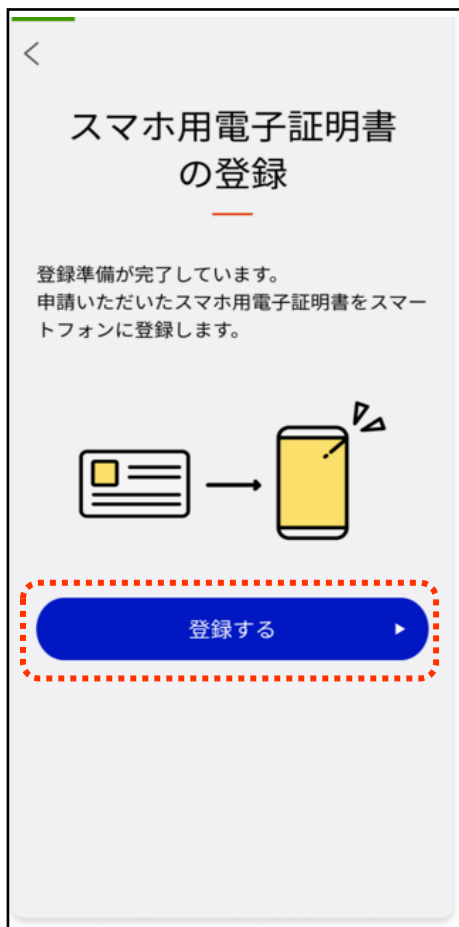 スマホ用電子証明書
の登録
登録準備が完了しています。
申請いただいたスマホ用電子証明書をスマー
トフォンに登録します。
登録する